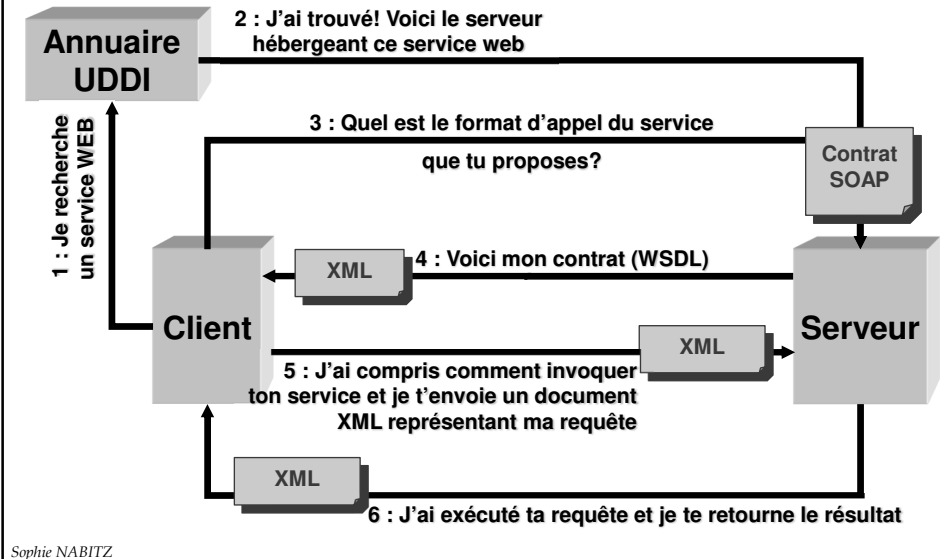 Annuaire
UDDI
2 : J'ai trouvé! Voici le serveur
hébergeant ce service web
1 : Je recherche
un service WEB
3 : Quel est le format d'appel du service
que tu proposes?
Contrat
SOAP
XML
4 : Voici mon contrat (WSDL)
Client
Serveur
XML
5 : J'ai compris comment invoquer
ton service et je t'envoie un document
XML représentant ma requête
XML
6 : J'ai exécuté ta requête et je te retourne le résultat
Sophie NABITZ